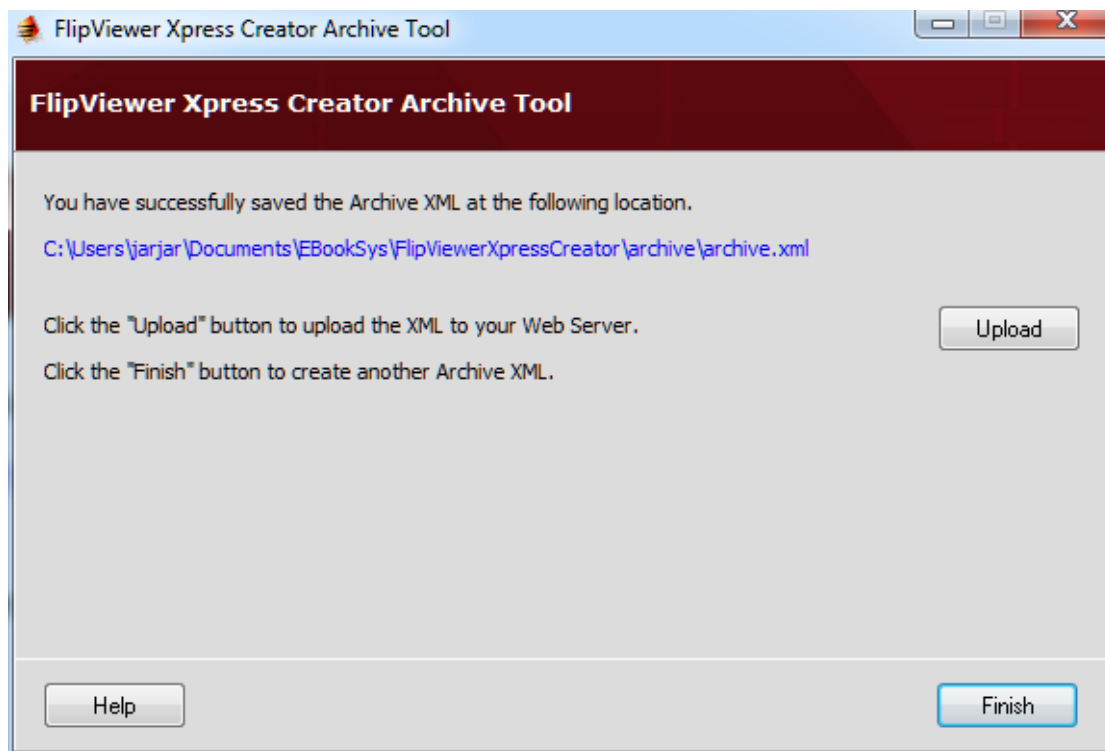 FlipViewer Xpress Creator Archive Tool
FlipViewer Xpress Creator Archive Tool
You have successfully saved the Archive XML at the following location.
C:\Users\jarjar\Documents\EBookSys\FlipViewerXpressCreator\archive\archive.xml
Click the "Upload" button to upload the XML to your Web Server.
Upload
Click the "Finish" button to create another Archive XML.
Help
Finish